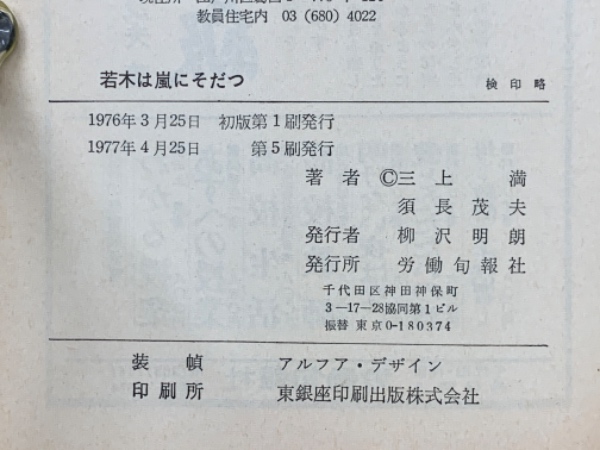 教員住宅内 03 (680) 4022
若木は嵐にそだつ 検印略
1976年3月25日 初版第1刷発行
1977年4月25日 第5刷発行
著者 ©三上満
須長茂夫
発行者 柳沢明朗
発行所 労働旬報社
千代田区神田神保町
3—17—28協同第1ビル
振替 東京0-180374
装幀 アルファ・デザイン
印刷所 東銀座印刷出版株式会社